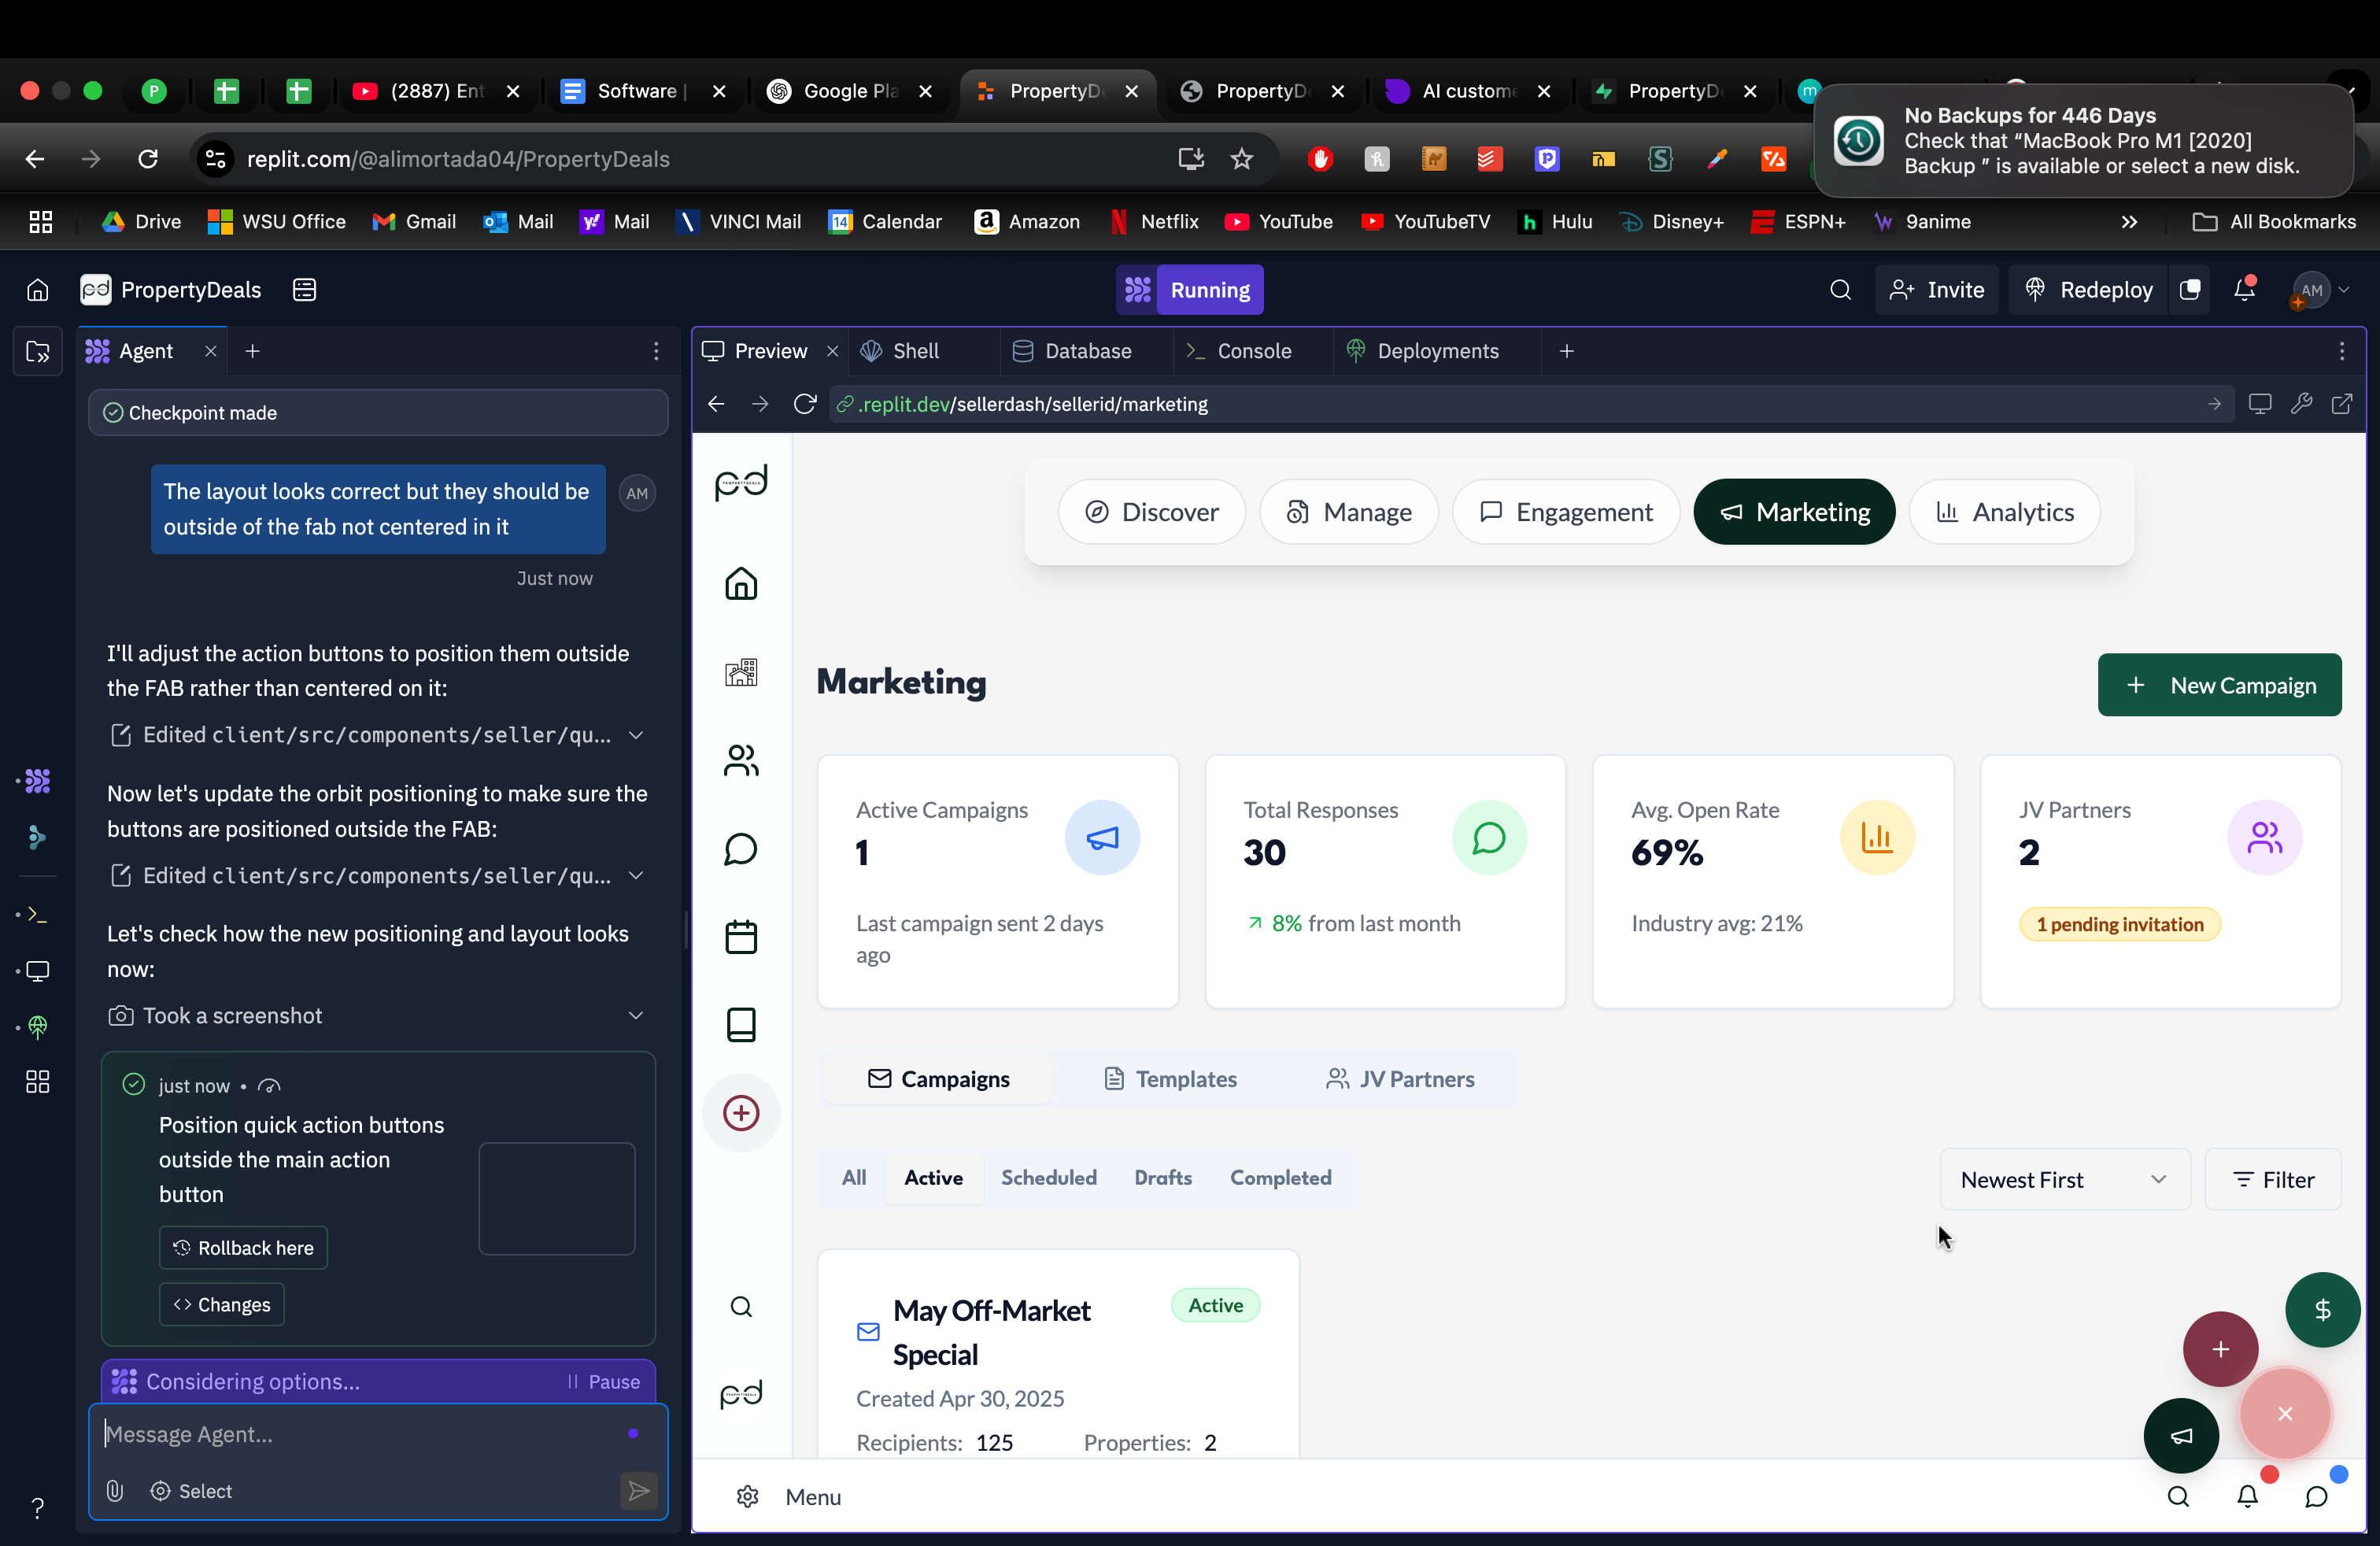 (2887) Ent
Software |
Google Pla
PropertyD
PropertyD
AI custome
PropertyD
No Backups for 446 Days
Check that “MacBook Pro M1 [2020]
Backup ” is available or select a new disk.
replit.com/@alimortada04/PropertyDeals
Drive
WSU Office
Gmail
Mail
Mail
VINCI Mail
Calendar
Amazon
Netflix
YouTube
YouTubeTV
Hulu
Disney+
ESPN+
9anime
All Bookmarks
PropertyDeals
Running
Invite
Redeploy
AM
Agent
Preview
Shell
Database
Console
Deployments
.replit.dev/sellerdash/sellerid/marketing
Checkpoint made
The layout looks correct but they should be
outside of the fab not centered in it
AM
Just now
I'll adjust the action buttons to position them outside
the FAB rather than centered on it:
Edited client/src/components/seller/qu...
Now let's update the orbit positioning to make sure the
buttons are positioned outside the FAB:
Edited client/src/components/seller/qu...
Let's check how the new positioning and layout looks
now:
Took a screenshot
just now •
Position quick action buttons
outside the main action
button
Rollback here
Changes
Considering options...
Pause
Message Agent...
Select
pd
Discover
Manage
Engagement
Marketing
Analytics
Marketing
New Campaign
Active Campaigns
1
Last campaign sent 2 days
ago
Total Responses
30
8% from last month
Avg. Open Rate
69%
Industry avg: 21%
JV Partners
2
1 pending invitation
Campaigns
Templates
JV Partners
All
Active
Scheduled
Drafts
Completed
Newest First
Filter
May Off-Market
Special
Active
Created Apr 30, 2025
Recipients: 125
Properties: 2
pd
Menu